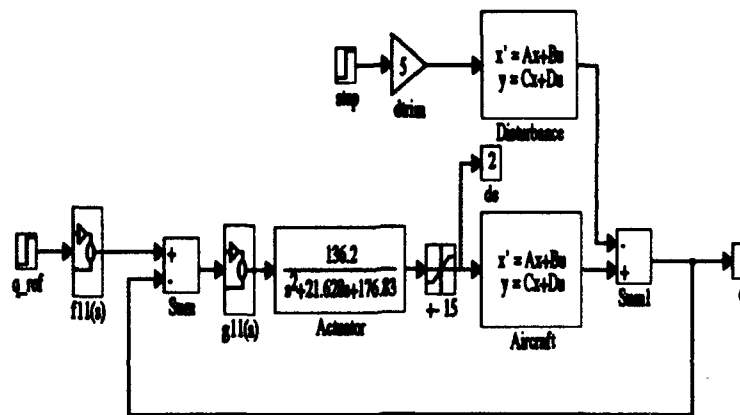 x' = Ax+Bu
y = Cx+Du
5
step
dtrim
Disturbance
2
de
136.2
s²+21.628s+176.83
x' = Ax+Bu
y = Cx+Du
+
-
-
+
q_ref
f11(s)
Sum
g11(s)
Actuator
+- 15
Aircraft
Sum1